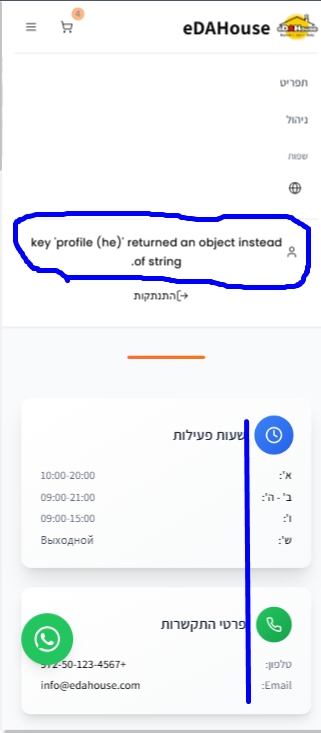 4
eDAHouse
תפריט
ניהול
שפות
key 'profile (he)' returned an object instead
.of string
התנתקות
שעות פעילות
א': 10:00-20:00
ב' - ה': 09:00-21:00
ו': 09:00-15:00
ש': Выходной
פרטי התקשרות
טלפון: 972-50-123-4567+
Email: info@edahouse.com